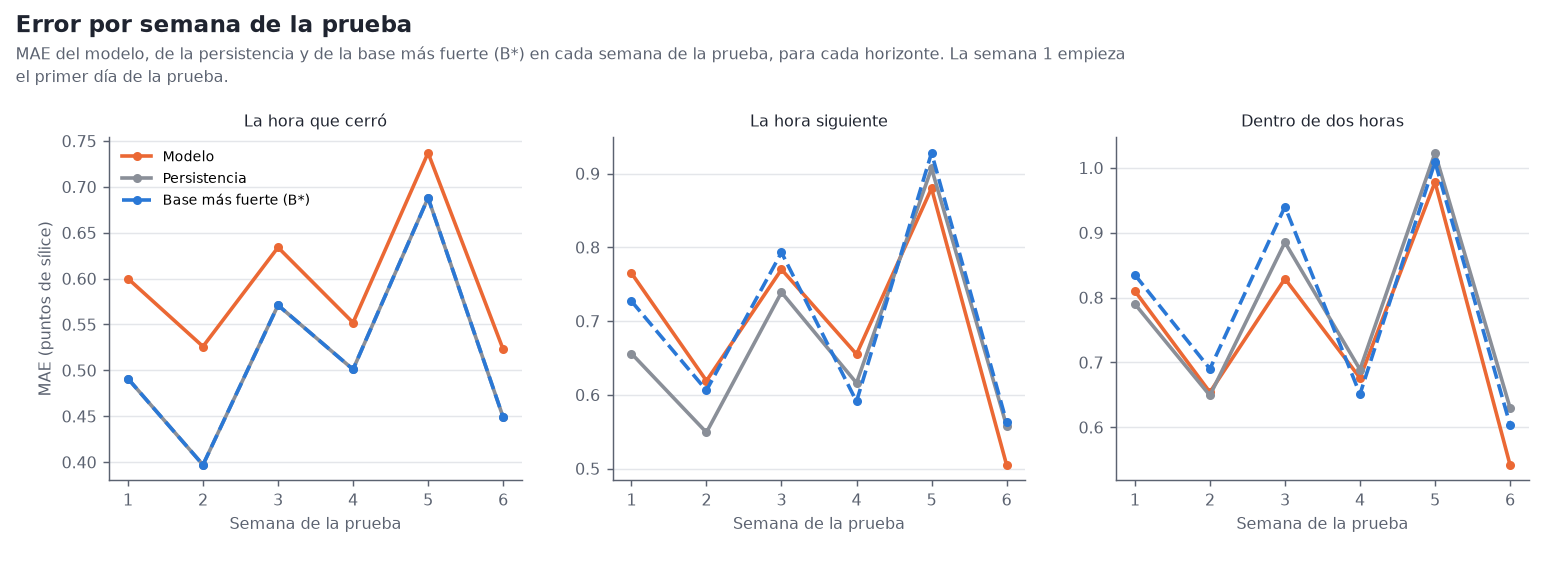 Error por semana de la prueba
MAE del modelo, de la persistencia y de la base más fuerte (B*) en cada semana de la prueba, para cada horizonte. La semana 1 empieza
el primer día de la prueba.
La hora que cerró
MAE (puntos de sílice)
0.75
0.70
0.65
0.60
0.55
0.50
0.45
0.40
Modelo
Persistencia
Base más fuerte (B*)
1 2 3 4 5 6
Semana de la prueba
La hora siguiente
0.9
0.8
0.7
0.6
0.5
1 2 3 4 5 6
Semana de la prueba
Dentro de dos horas
1.0
0.9
0.8
0.7
0.6
1 2 3 4 5 6
Semana de la prueba